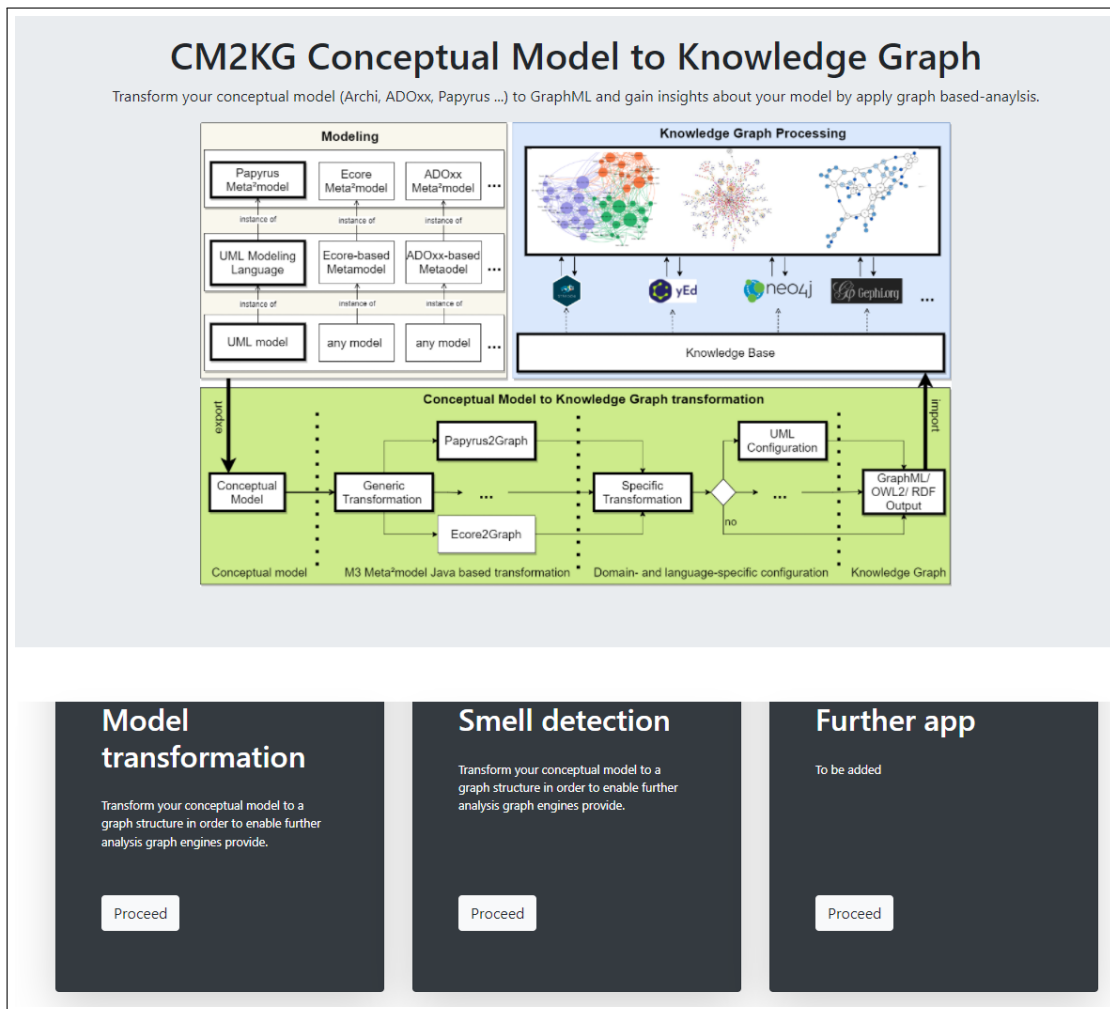 CM2KG Conceptual Model to Knowledge Graph
Transform your conceptual model (Archi, ADOxx, Papyrus ...) to GraphML and gain insights about your model by apply graph based-anaylsis.
Modeling
Papyrus
Meta²model
Ecore
Meta²model
ADOxx
Meta²model
...
instance of
instance of
instance of
UML Modeling
Language
Ecore-based
Metamodel
ADOxx-based
Metaodel
...
instance of
instance of
instance of
UML model
any model
any model
...
Knowledge Graph Processing
yEd
neo4j
Gephi.org
...
Knowledge Base
export
import
Conceptual Model to Knowledge Graph transformation
Conceptual
Model
Generic
Transformation
Papyrus2Graph
...
Ecore2Graph
Specific
Transformation
UML
Configuration
...
no
GraphML/
OWL2/ RDF
Output
Conceptual model
M3 Meta²model Java based transformation
Domain- and language-specific configuration
Knowledge Graph
Model
transformation
Transform your conceptual model to a
graph structure in order to enable further
analysis graph engines provide.
Proceed
Smell detection
Transform your conceptual model to a
graph structure in order to enable further
analysis graph engines provide.
Proceed
Further app
To be added
Proceed